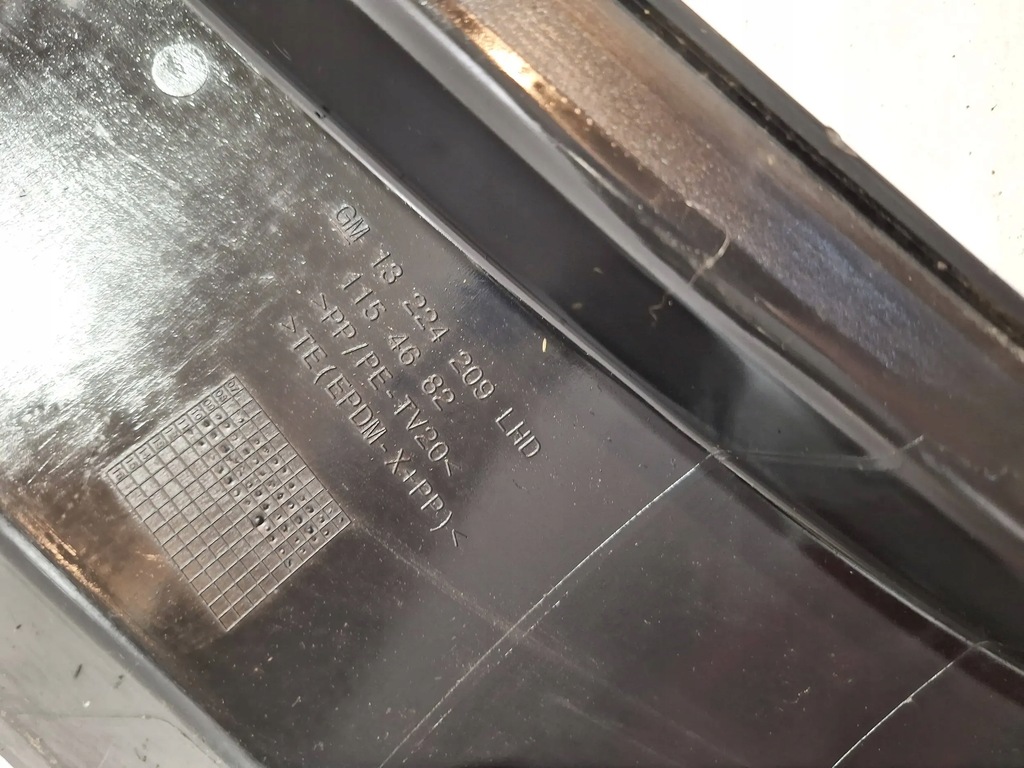 GM 13 224 209 LHD
115 46 82
>PP/PE-TV20<
>TE(EPDM-X+PP)<